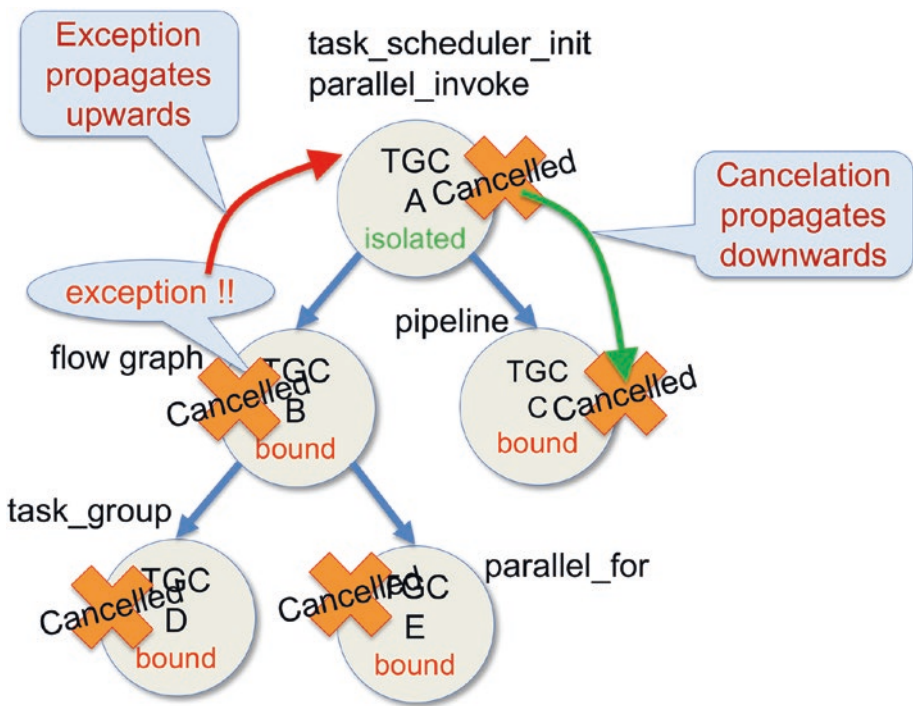 Exception
propagates
upwards
task_scheduler_init
parallel_invoke
TGC
A
Cancelled
isolated
Cancelation
propagates
downwards
exception !!
flow graph
TGC
Cancelled
B
bound
pipeline
TGC
C
Cancelled
bound
task_group
TGC
Cancelled
D
bound
parallel_for
TGC
Cancelled
E
bound